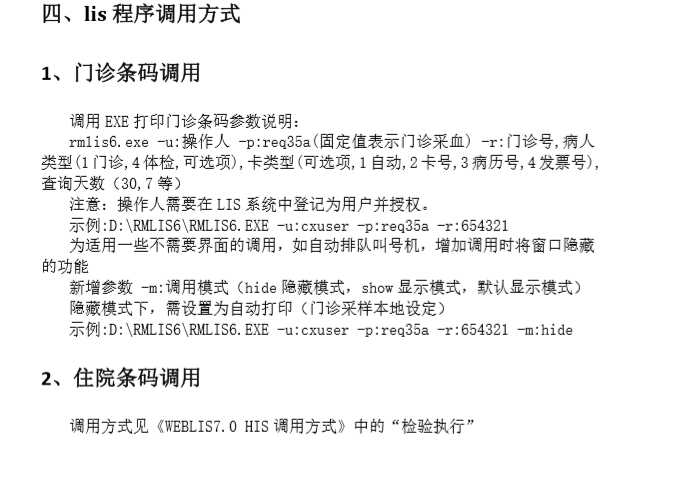 四、lis 程序调用方式
1、门诊条码调用
调用 EXE 打印门诊条码参数说明：
rmlis6.exe -u:操作人 -p:req35a(固定值表示门诊采血) -r:门诊号,病人
类型(1 门诊,4 体检,可选项),卡类型(可选项,1 自动,2 卡号,3 病历号,4 发票号),
查询天数（30,7 等）
注意：操作人需要在 LIS 系统中登记为用户并授权。
示例:D:\RMLIS6\RMLIS6.EXE -u:cxuser -p:req35a -r:654321
为适用一些不需要界面的调用，如自动排队叫号机，增加调用时将窗口隐藏
的功能
新增参数 -m:调用模式（hide 隐藏模式，show 显示模式，默认显示模式）
隐藏模式下，需设置为自动打印（门诊采样本地设定）
示例:D:\RMLIS6\RMLIS6.EXE -u:cxuser -p:req35a -r:654321 -m:hide
2、住院条码调用
调用方式见《WEBLIS7.0 HIS 调用方式》中的“检验执行”